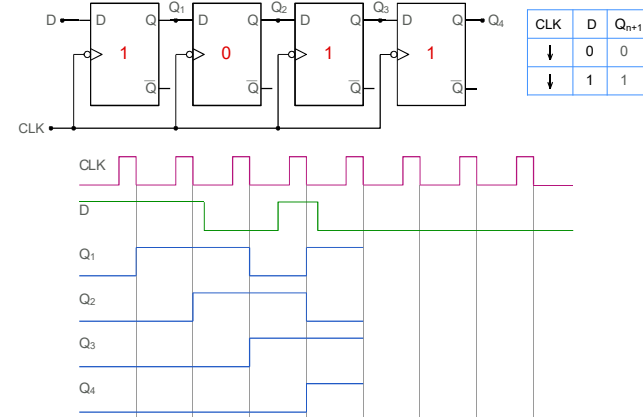 Q₁ Q₂ Q₃
D D Q D Q D Q D Q Q₄
1 0 1 1
Q̅ Q̅ Q̅ Q̅
CLK
CLK D Qₙ₊₁
↓ 0 0
↓ 1 1
CLK
D
Q₁
Q₂
Q₃
Q₄